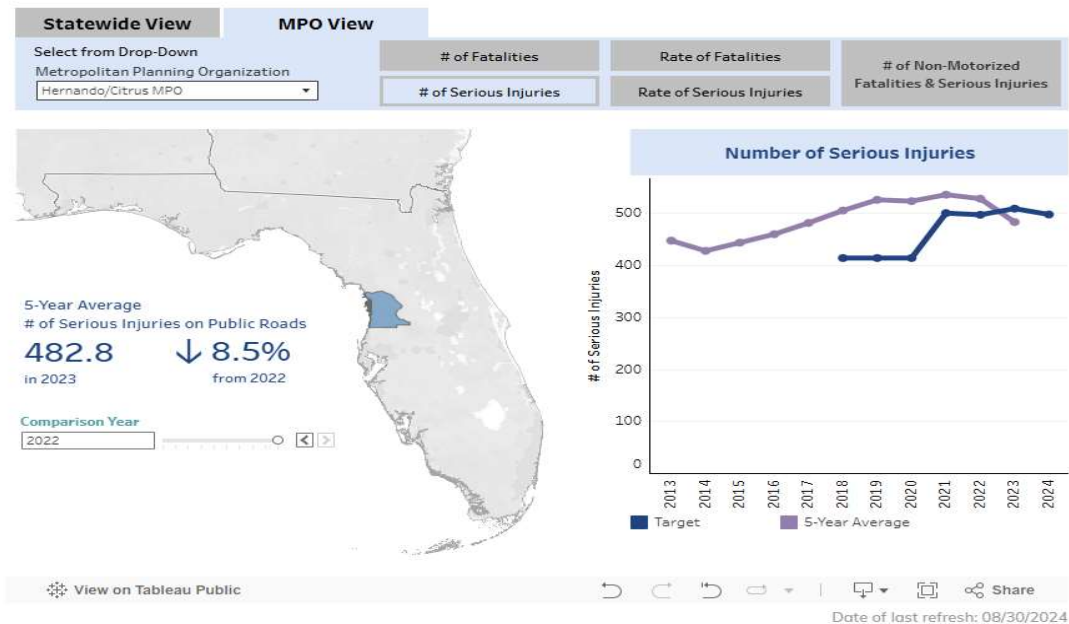 Statewide View
MPO View
Select from Drop-Down
Metropolitan Planning Organization
Hernando/Citrus MPO
# of Fatalities
Rate of Fatalities
# of Non-Motorized
Fatalities & Serious Injuries
# of Serious Injuries
Rate of Serious Injuries
5-Year Average
# of Serious Injuries on Public Roads
482.8
↓ 8.5%
in 2023
from 2022
Comparison Year
2022
Number of Serious Injuries
# of Serious Injuries
500
400
300
200
100
0
2013
2014
2015
2016
2017
2018
2019
2020
2021
2022
2023
2024
Target
5-Year Average
View on Tableau Public
Share
Date of last refresh: 08/30/2024